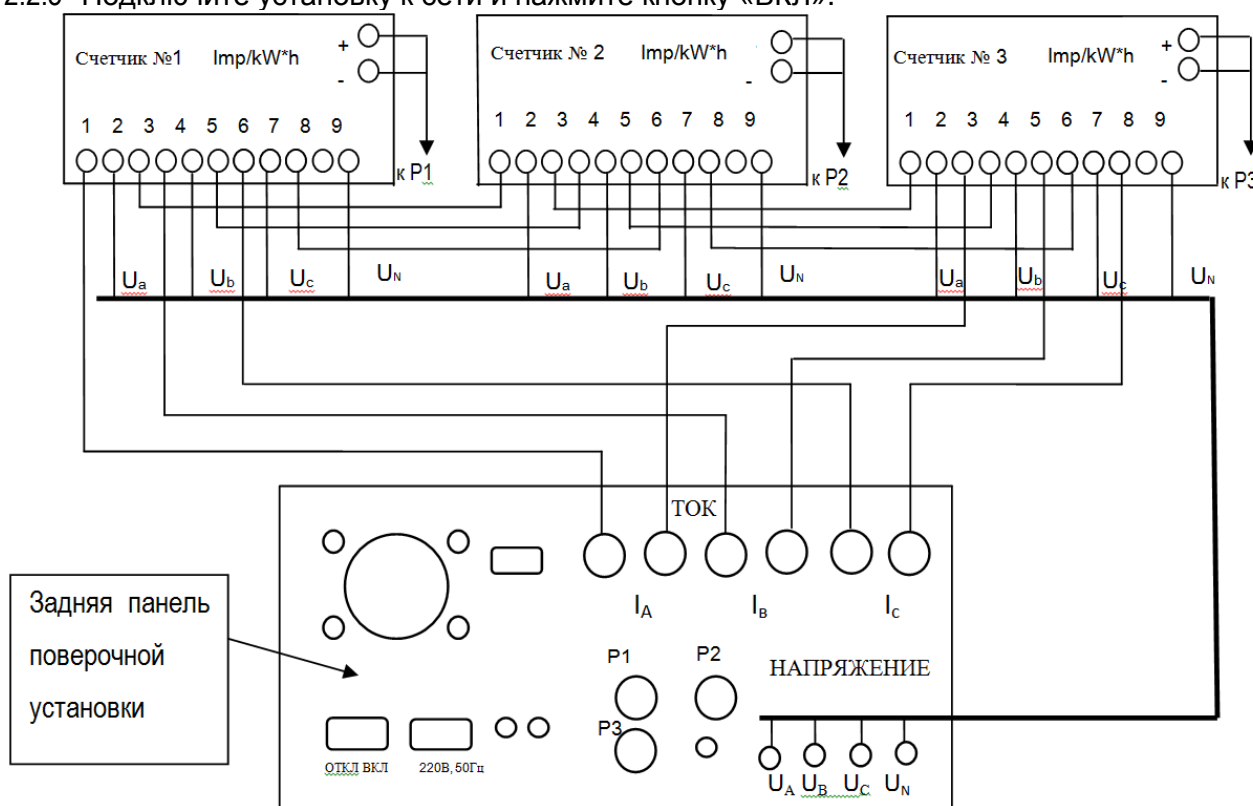 2.2.6 Подключите установку к сети и нажмите кнопку «ВКЛ».
Счетчик №1 Imp/kW*h +
-
1 2 3 4 5 6 7 8 9
к P1
Счетчик № 2 Imp/kW*h
-
1 2 3 4 5 6 7 8 9
к P2
Счетчик № 3 Imp/kW*h +
-
1 2 3 4 5 6 7 8 9
к P3
Ua Ub Uc UN
Ua Ub Uc UN
Ua Ub Uc UN
ТОК
IA IB IC
Задняя панель
поверочной
установки
P1 P2
НАПРЯЖЕНИЕ
P3
ОТКЛ ВКЛ 220В, 50Гц
UA UB UC UN